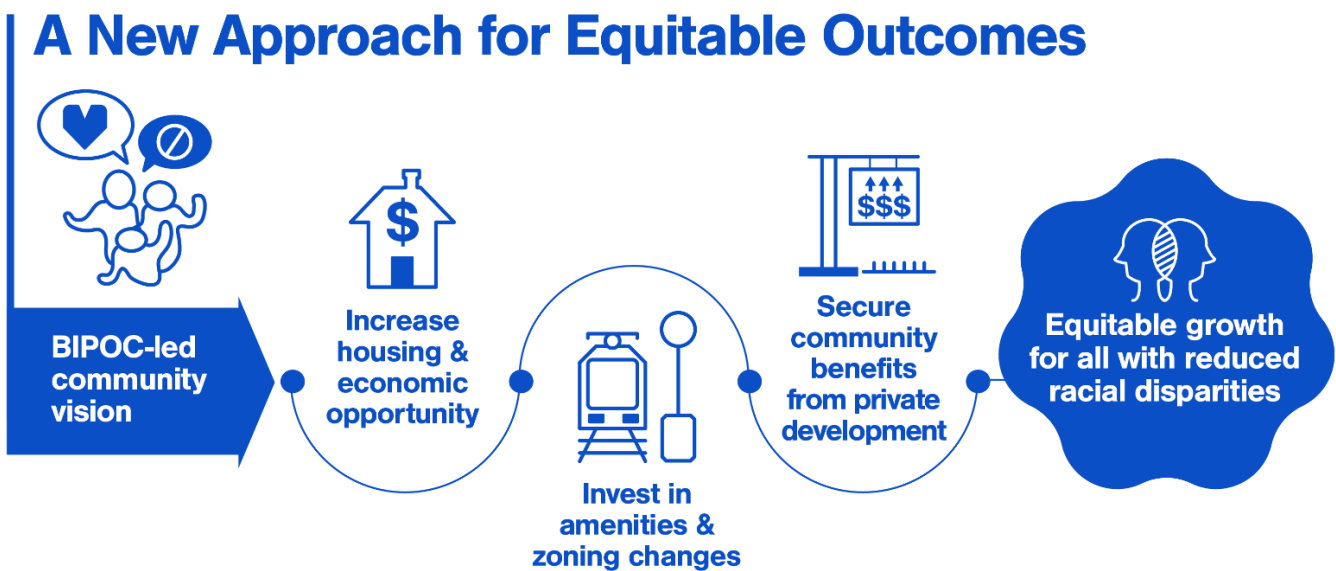 A New Approach for Equitable Outcomes
BIPOC-led
community
vision
$
Increase
housing &
economic
opportunity
Invest in
amenities &
zoning changes
$$$
Secure
community
benefits
from private
development
Equitable growth
for all with reduced
racial disparities